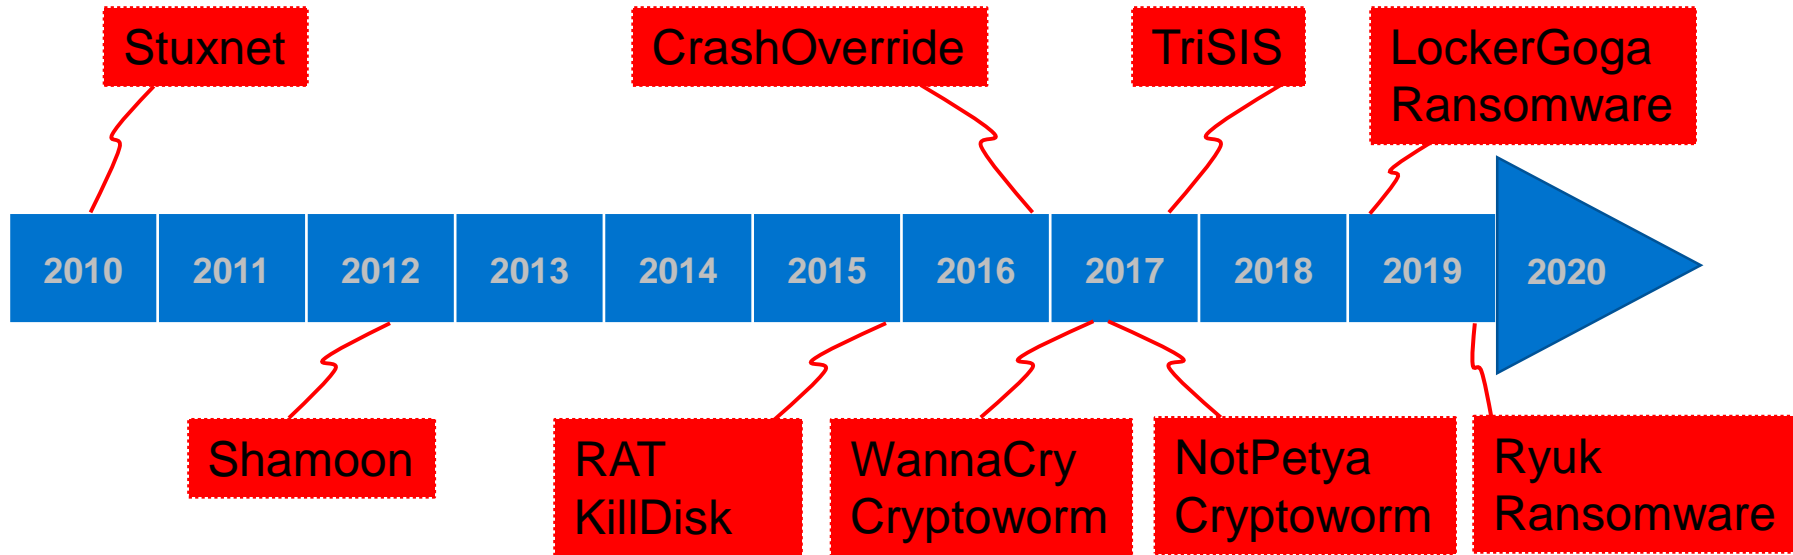 Stuxnet
CrashOverride
TriSIS
LockerGoga
Ransomware
2010
2011
2012
2013
2014
2015
2016
2017
2018
2019
2020
Shamoon
RAT
KillDisk
WannaCry
Cryptoworm
NotPetya
Cryptoworm
Ryuk
Ransomware